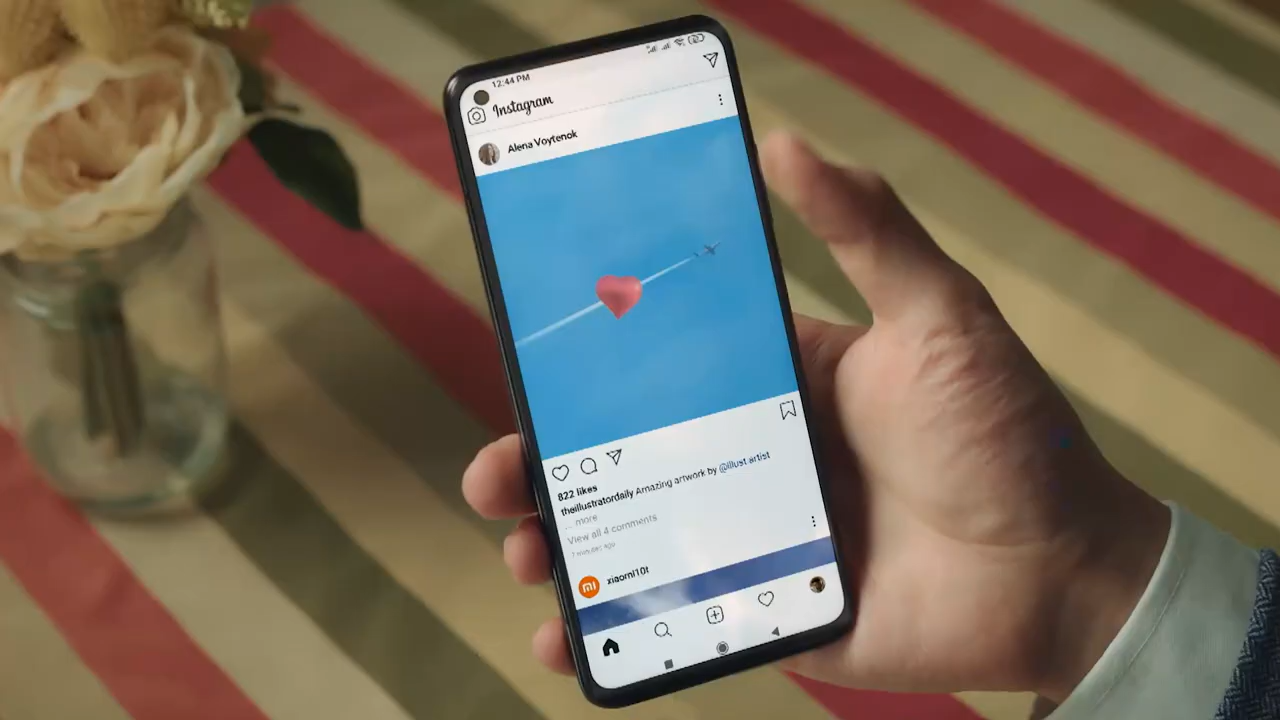 12:44 PM
Instagram
Alena Voytenok
822 likes
theillustratordaily Amazing artwork by @illust artist
... more
View all 4 comments
xiaomi10t